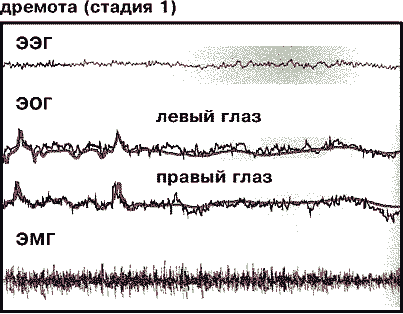 дремота (стадия 1)
ЭЭГ
ЭОГ
левый глаз
правый глаз
ЭМГ